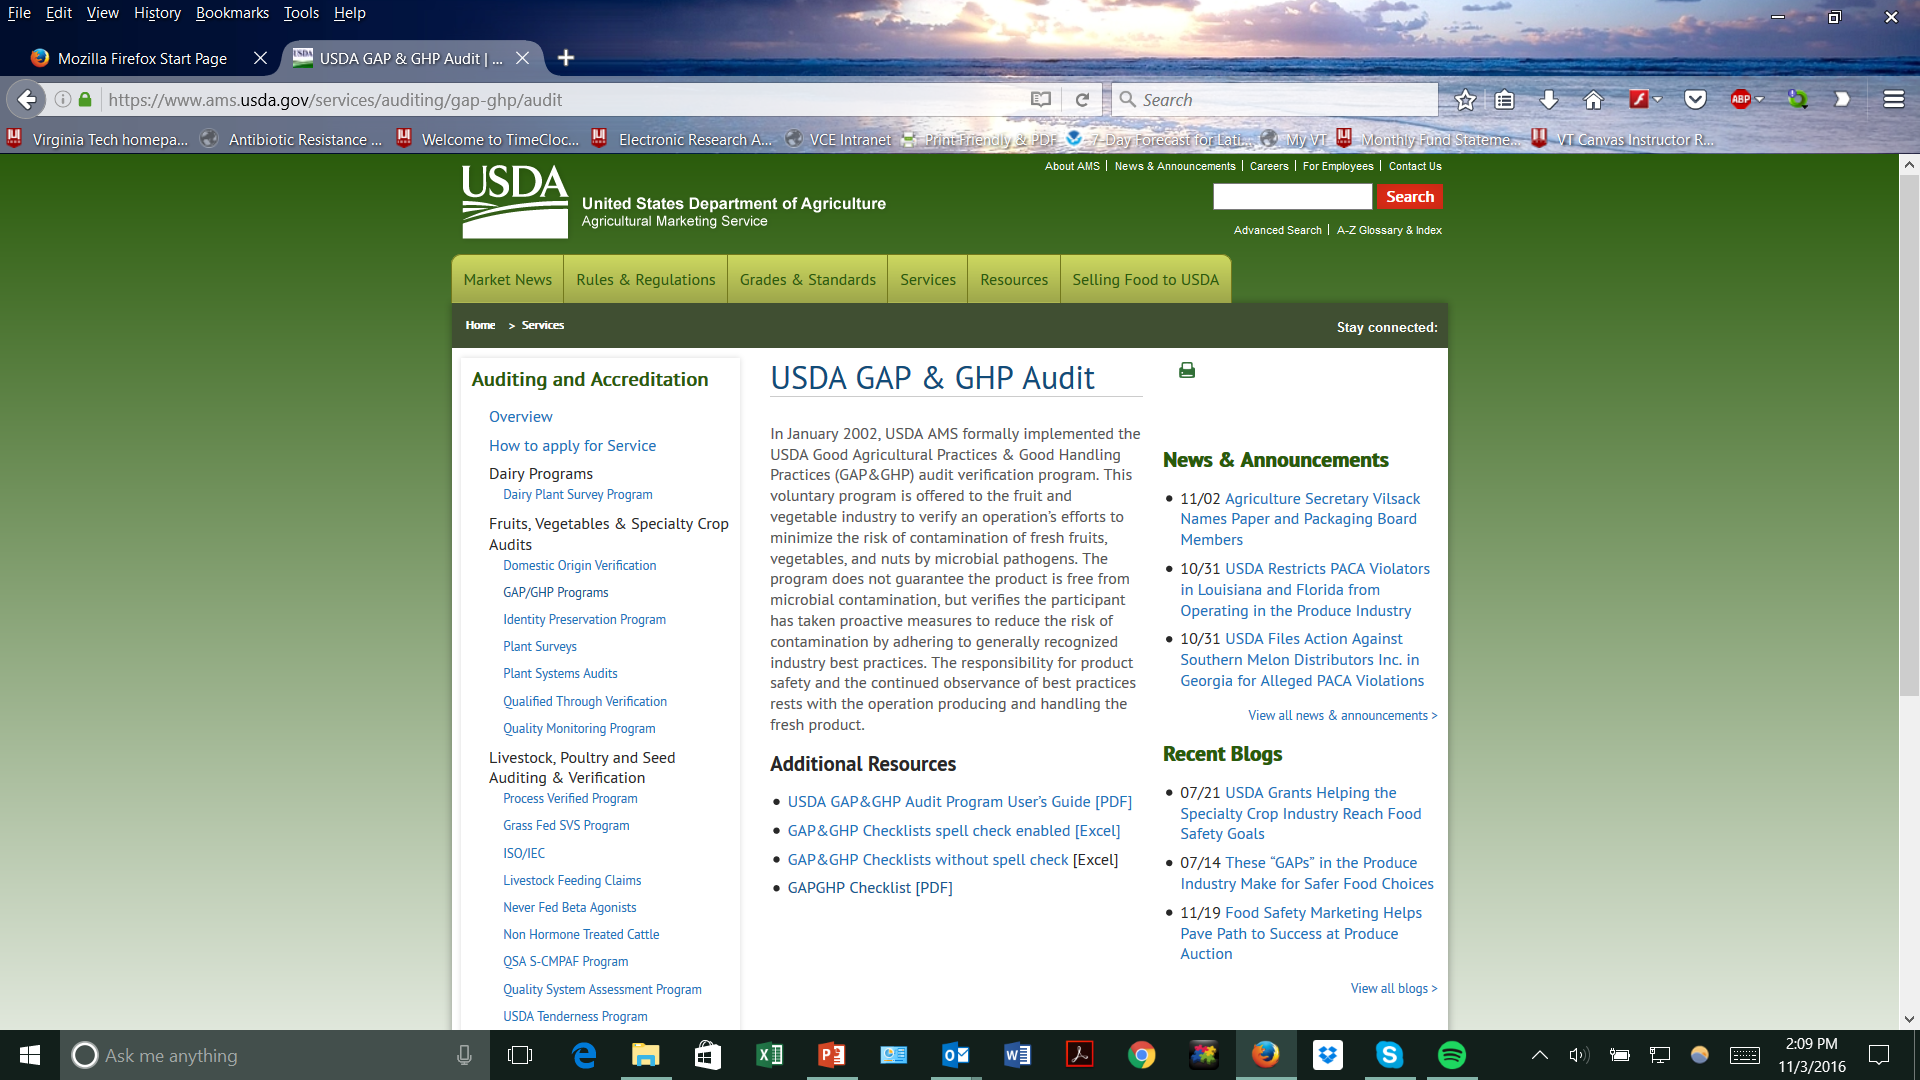 File Edit View History Bookmarks Tools Help
Mozilla Firefox Start Page
USDA GAP & GHP Audit | ...
https://www.ams.usda.gov/services/auditing/gap-ghp/audit
Search
ABP
Virginia Tech homepa... Antibiotic Resistance ... Welcome to TimeCloc... Electronic Research A... VCE Intranet Print Friendly & PDF 7-Day Forecast for Lati... My VT Monthly Fund Stateme... VT Canvas Instructor R...
About AMS | News & Announcements | Careers | For Employees | Contact Us
USDA
United States Department of Agriculture
Agricultural Marketing Service
Search
Advanced Search | A-Z Glossary & Index
Market News
Rules & Regulations
Grades & Standards
Services
Resources
Selling Food to USDA
Home > Services
Stay connected:
Auditing and Accreditation
Overview
How to apply for Service
Dairy Programs
Dairy Plant Survey Program
Fruits, Vegetables & Specialty Crop
Audits
Domestic Origin Verification
GAP/GHP Programs
Identity Preservation Program
Plant Surveys
Plant Systems Audits
Qualified Through Verification
Quality Monitoring Program
Livestock, Poultry and Seed
Auditing & Verification
Process Verified Program
Grass Fed SVS Program
ISO/IEC
Livestock Feeding Claims
Never Fed Beta Agonists
Non Hormone Treated Cattle
QSA S-CMPAF Program
Quality System Assessment Program
USDA Tenderness Program
USDA GAP & GHP Audit
In January 2002, USDA AMS formally implemented the
USDA Good Agricultural Practices & Good Handling
Practices (GAP&GHP) audit verification program. This
voluntary program is offered to the fruit and
vegetable industry to verify an operation's efforts to
minimize the risk of contamination of fresh fruits,
vegetables, and nuts by microbial pathogens. The
program does not guarantee the product is free from
microbial contamination, but verifies the participant
has taken proactive measures to reduce the risk of
contamination by adhering to generally recognized
industry best practices. The responsibility for product
safety and the continued observance of best practices
rests with the operation producing and handling the
fresh product.
Additional Resources
• USDA GAP&GHP Audit Program User's Guide [PDF]
• GAP&GHP Checklists spell check enabled [Excel]
• GAP&GHP Checklists without spell check [Excel]
• GAPGHP Checklist [PDF]
News & Announcements
• 11/02 Agriculture Secretary Vilsack
Names Paper and Packaging Board
Members
• 10/31 USDA Restricts PACA Violators
in Louisiana and Florida from
Operating in the Produce Industry
• 10/31 USDA Files Action Against
Southern Melon Distributors Inc. in
Georgia for Alleged PACA Violations
View all news & announcements >
Recent Blogs
• 07/21 USDA Grants Helping the
Specialty Crop Industry Reach Food
Safety Goals
• 07/14 These “GAPs” in the Produce
Industry Make for Safer Food Choices
• 11/19 Food Safety Marketing Helps
Pave Path to Success at Produce
Auction
View all blogs >
Ask me anything
2:09 PM
11/3/2016